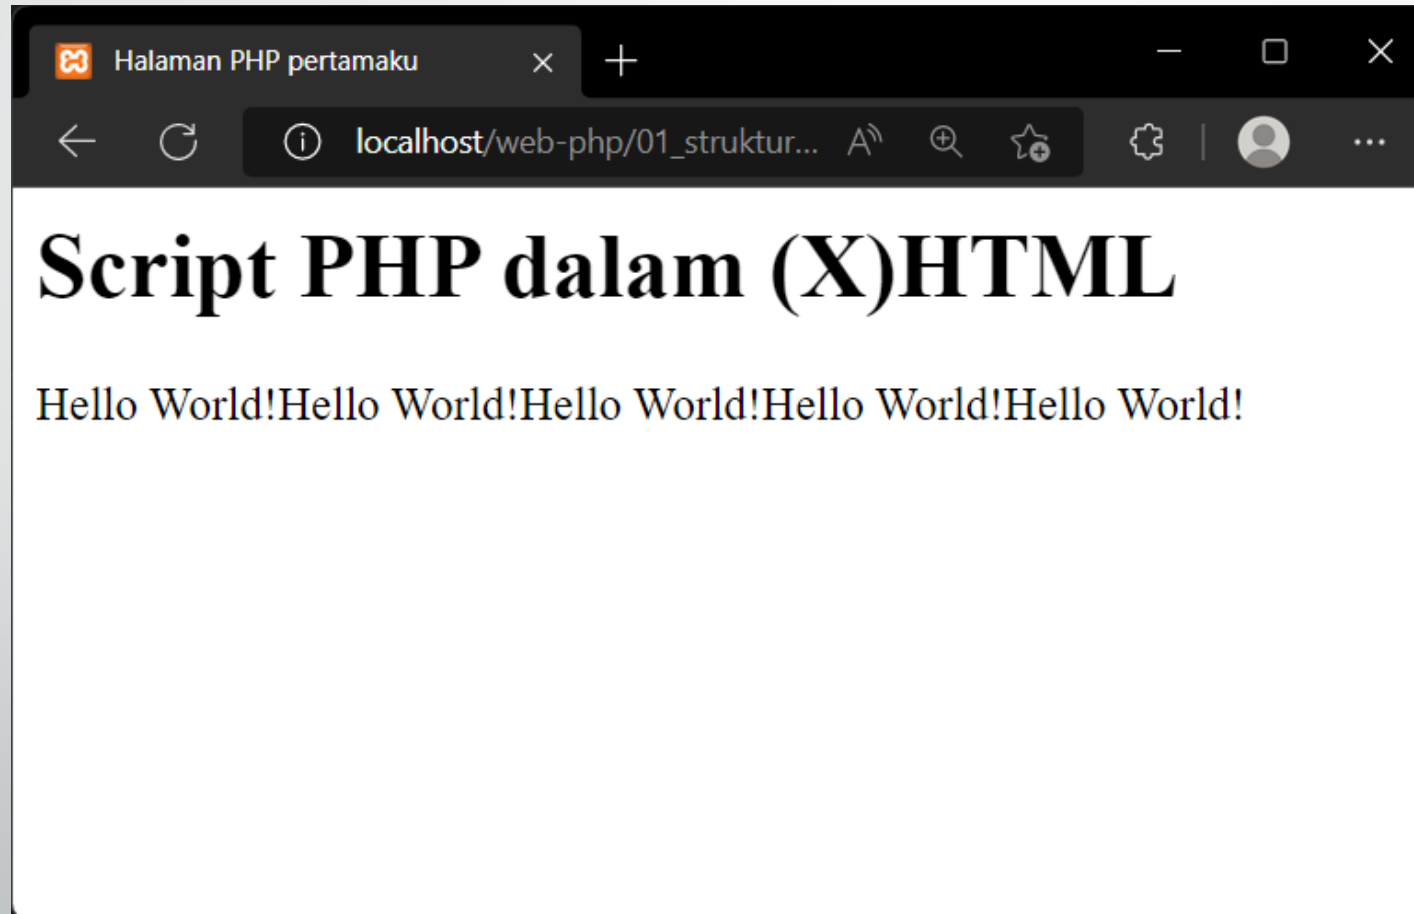 Halaman PHP pertamaku
localhost/web-php/01_struktur...
Script PHP dalam (X)HTML
Hello World!Hello World!Hello World!Hello World!Hello World!